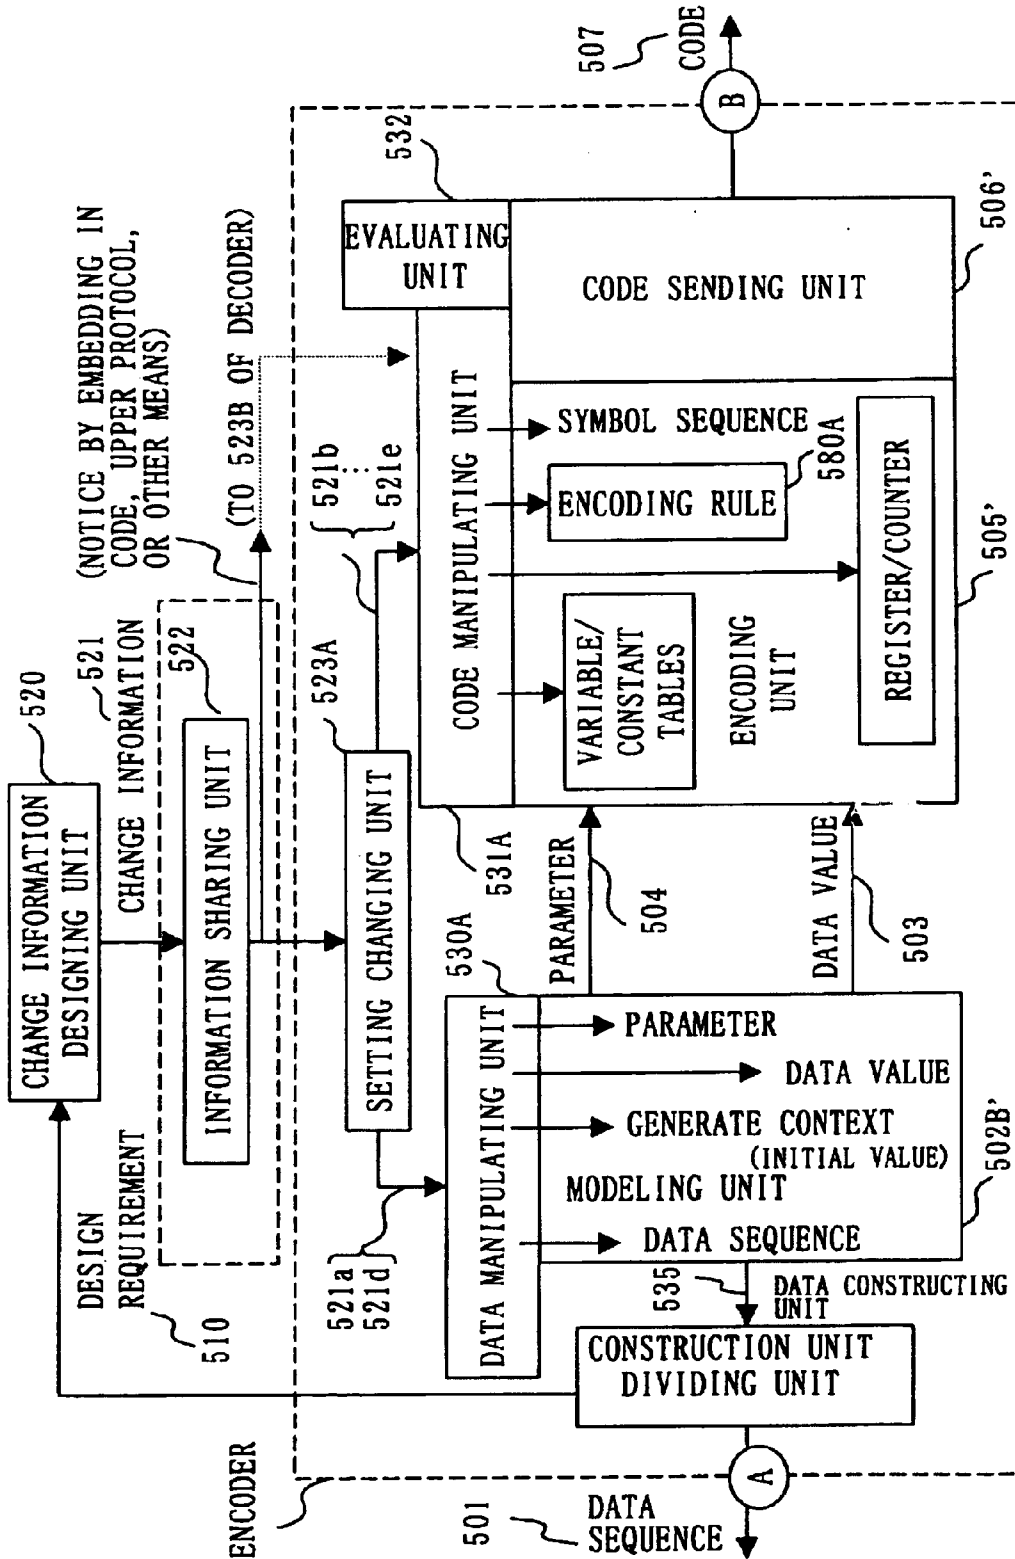 DESIGN
REQUIREMENT
510
CHANGE INFORMATION
DESIGNING UNIT
520
CHANGE INFORMATION
521
INFORMATION SHARING UNIT
522
(NOTICE BY EMBEDDING IN
CODE, UPPER PROTOCOL,
OR OTHER MEANS)
(TO 523B OF DECODER)
ENCODER
501
DATA
SEQUENCE
A
CONSTRUCTION UNIT
DIVIDING UNIT
535
DATA CONSTRUCTING
UNIT
SETTING CHANGING UNIT
523A
521a
521d
521b
⋮
521e
DATA MANIPULATING UNIT
530A
PARAMETER
DATA VALUE
GENERATE CONTEXT
(INITIAL VALUE)
MODELING UNIT
DATA SEQUENCE
502B'
PARAMETER
504
DATA VALUE
503
531A
CODE MANIPULATING UNIT
EVALUATING
UNIT
532
VARIABLE/
CONSTANT
TABLES
ENCODING RULE
580A
SYMBOL SEQUENCE
ENCODING
UNIT
REGISTER/COUNTER
505'
CODE SENDING UNIT
506'
B
507
CODE